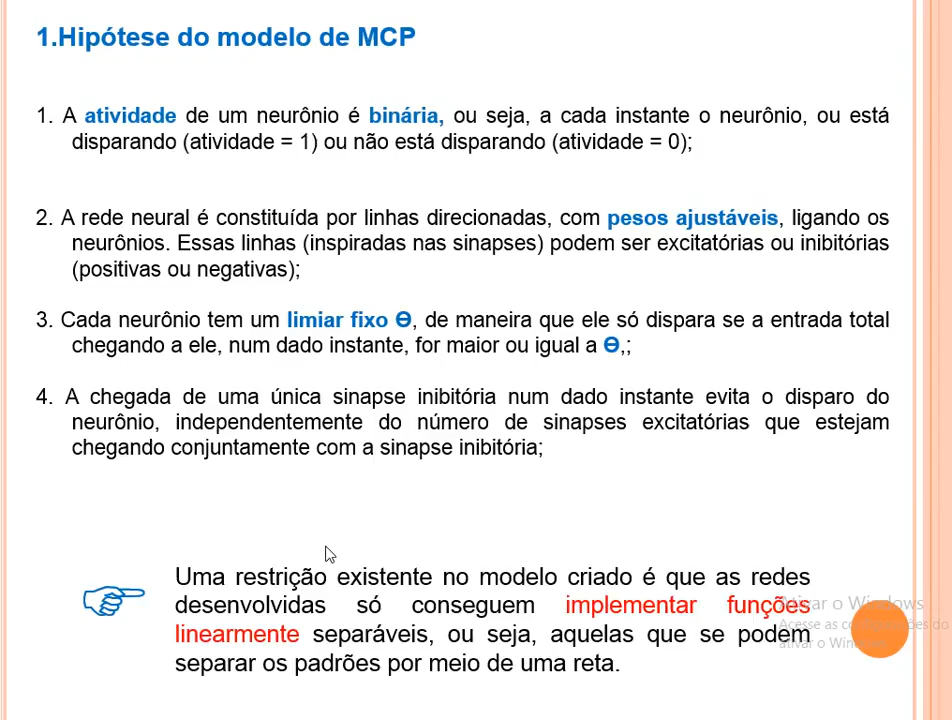 1.Hipótese do modelo de MCP
1. A atividade de um neurônio é binária, ou seja, a cada instante o neurônio, ou está
disparando (atividade = 1) ou não está disparando (atividade = 0);
2. A rede neural é constituída por linhas direcionadas, com pesos ajustáveis, ligando os
neurônios. Essas linhas (inspiradas nas sinapses) podem ser excitatórias ou inibitórias
(positivas ou negativas);
3. Cada neurônio tem um limiar fixo Ɵ, de maneira que ele só dispara se a entrada total
chegando a ele, num dado instante, for maior ou igual a Ɵ,;
4. A chegada de uma única sinapse inibitória num dado instante evita o disparo do
neurônio, independentemente do número de sinapses excitatórias que estejam
chegando conjuntamente com a sinapse inibitória;
Uma restrição existente no modelo criado é que as redes
desenvolvidas só conseguem implementar funções
linearmente separáveis, ou seja, aquelas que se podem
separar os padrões por meio de uma reta.
Ativar o Windows
Acesse as do
ativar o